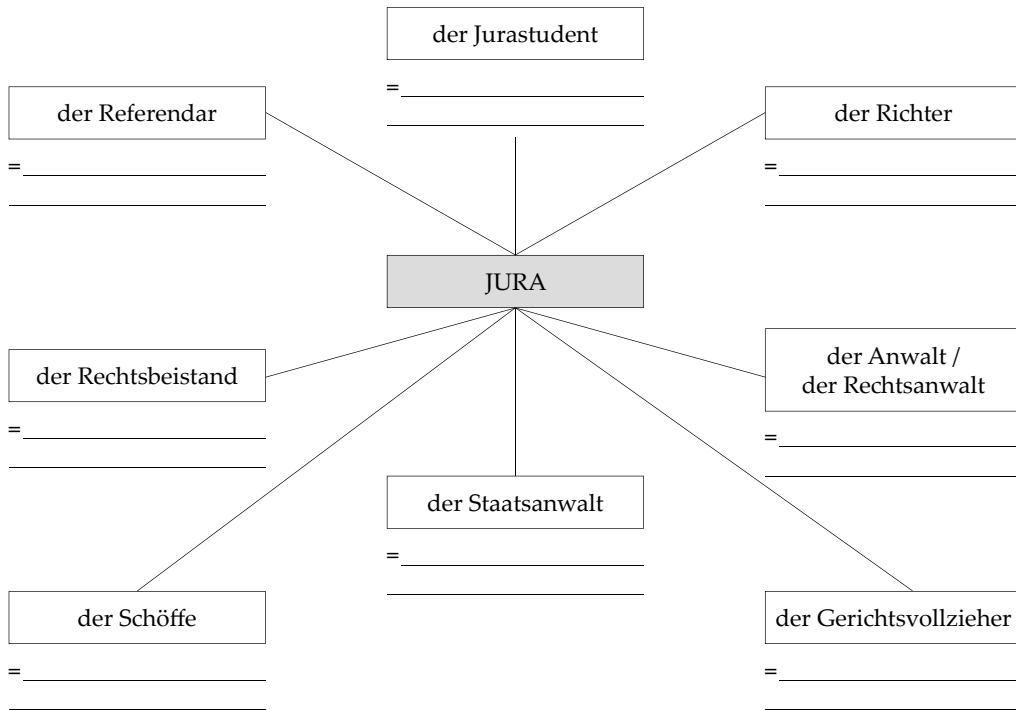 der Jurastudent
=
der Referendar
=
der Richter
=
JURA
der Rechtsbeistand
=
der Anwalt /
der Rechtsanwalt
=
der Staatsanwalt
=
der Schöffe
=
der Gerichtsvollzieher
=